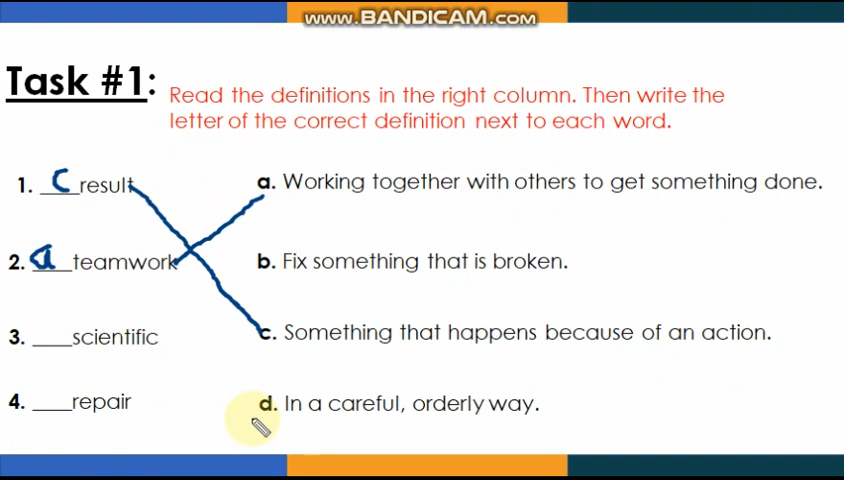 www.BANDICAM.com
Task #1: Read the definitions in the right column. Then write the
letter of the correct definition next to each word.
1. c result
a. Working together with others to get something done.
2. a teamwork
b. Fix something that is broken.
3. ___scientific
c. Something that happens because of an action.
4. ___repair
d. In a careful, orderly way.